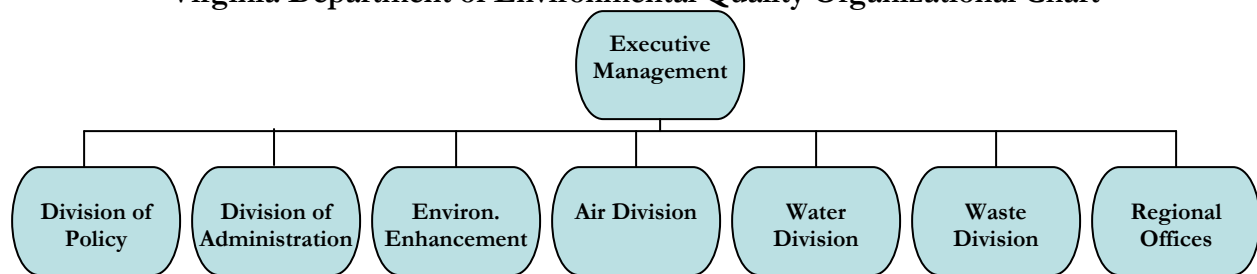 Virginia Department of Environmental Quality Organizational Chart
Executive
Management
Division of
Policy
Division of
Administration
Environ.
Enhancement
Air Division
Water
Division
Waste
Division
Regional
Offices